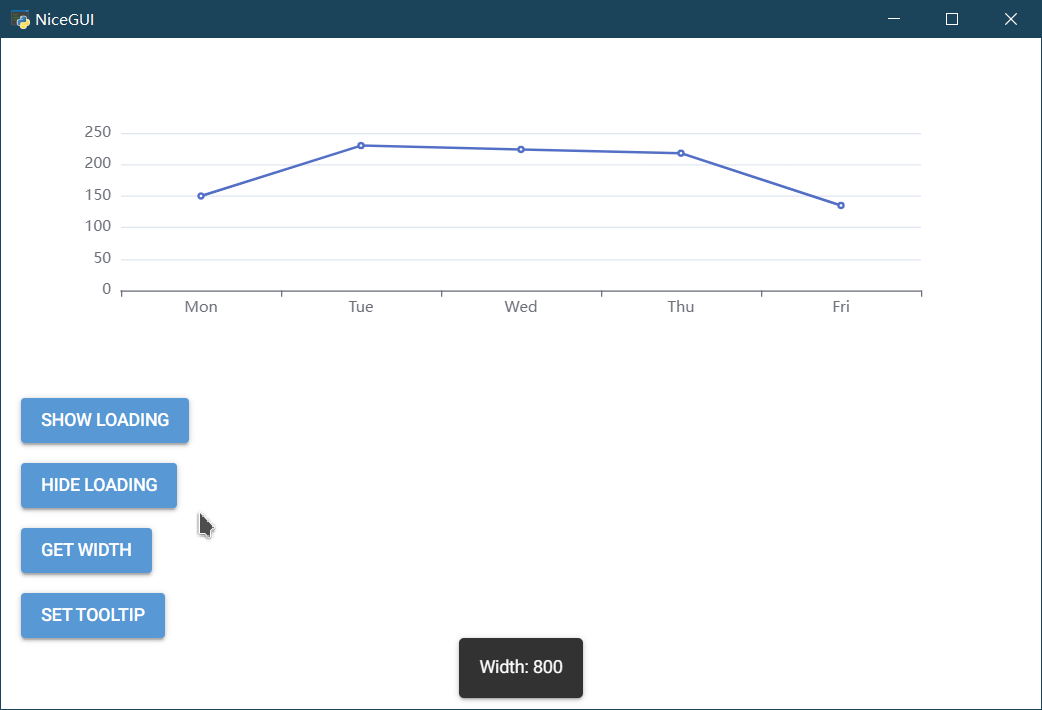 NiceGUI
250
200
150
100
50
0
Mon Tue Wed Thu Fri
SHOW LOADING
HIDE LOADING
GET WIDTH
SET TOOLTIP
Width: 800